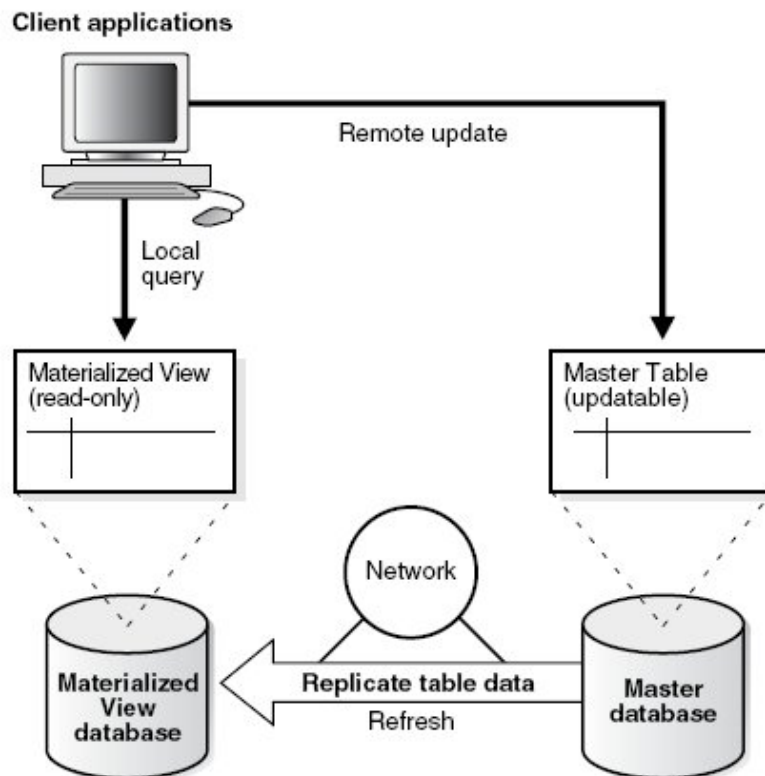 Client applications
Remote update
Local
query
Materialized View
(read-only)
Master Table
(updatable)
Network
Materialized
View
database
Replicate table data
Refresh
Master
database